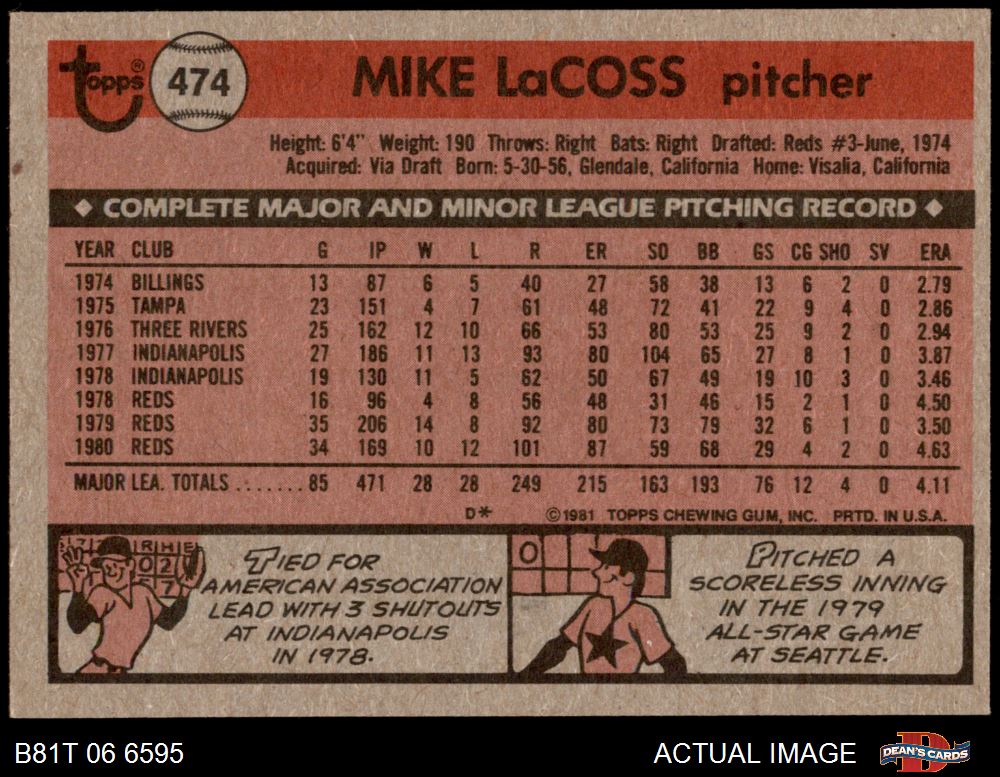 topps®
474
MIKE LaCOSS pitcher
Height: 6'4" Weight: 190 Throws: Right Bats: Right Drafted: Reds #3-June, 1974
Acquired: Via Draft Born: 5-30-56, Glendale, California Home: Visalia, California
◆ COMPLETE MAJOR AND MINOR LEAGUE PITCHING RECORD ◆
YEAR CLUB G IP W L R ER SO BB GS CG SHO SV ERA
1974 BILLINGS 13 87 6 5 40 27 58 38 13 6 2 0 2.79
1975 TAMPA 23 151 4 7 61 48 72 41 22 9 4 0 2.86
1976 THREE RIVERS 25 162 12 10 66 53 80 53 25 9 2 0 2.94
1977 INDIANAPOLIS 27 186 11 13 93 80 104 65 27 8 1 0 3.87
1978 INDIANAPOLIS 19 130 11 5 62 50 67 49 19 10 3 0 3.46
1978 REDS 16 96 4 8 56 48 31 46 15 2 1 0 4.50
1979 REDS 35 206 14 8 92 80 73 79 32 6 1 0 3.50
1980 REDS 34 169 10 12 101 87 59 68 29 4 2 0 4.63
MAJOR LEA. TOTALS ....... 85 471 28 28 249 215 163 193 76 12 4 0 4.11
D* ©1981 TOPPS CHEWING GUM, INC. PRTD. IN U.S.A.
R H E
TIED FOR
AMERICAN ASSOCIATION
LEAD WITH 3 SHUTOUTS
AT INDIANAPOLIS
IN 1978.
0
PITCHED A
SCORELESS INNING
IN THE 1979
ALL-STAR GAME
AT SEATTLE.
B81T 06 6595
ACTUAL IMAGE
DEAN'S CARDS